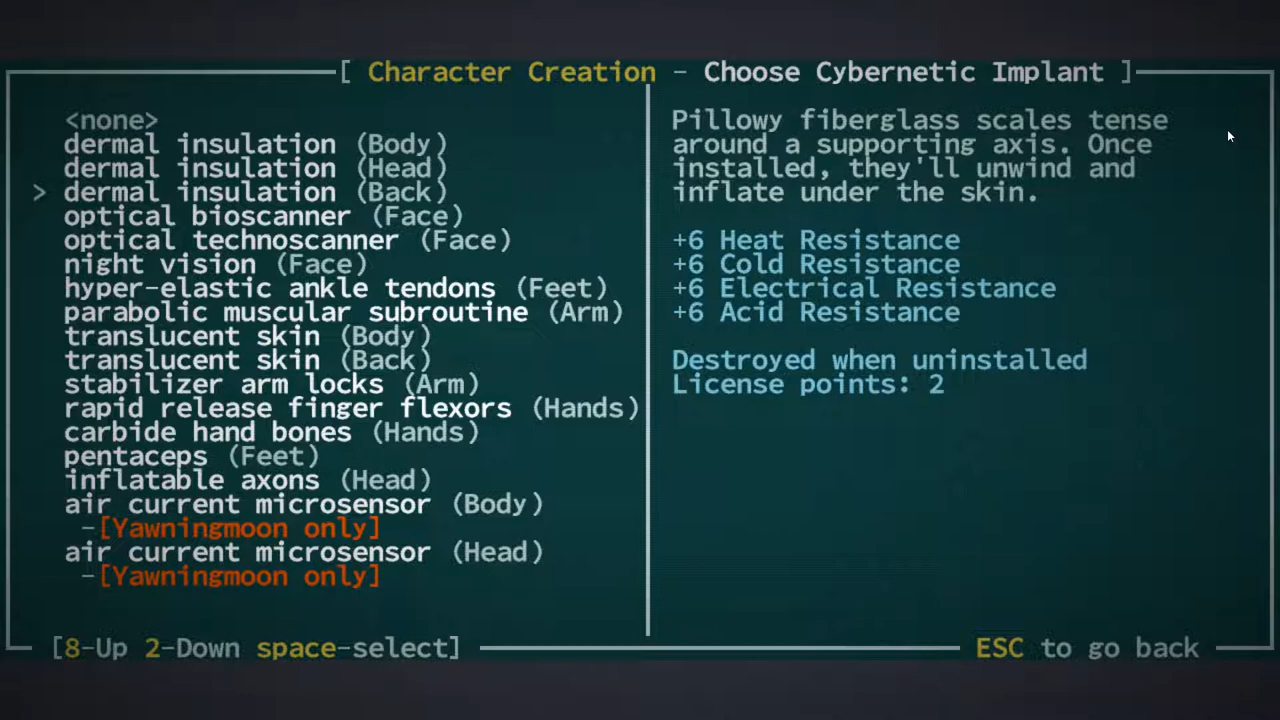 [ Character Creation - Choose Cybernetic Implant ]
<none>
dermal insulation (Body)
dermal insulation (Head)
> dermal insulation (Back)
optical bioscanner (Face)
optical technoscanner (Face)
night vision (Face)
hyper-elastic ankle tendons (Feet)
parabolic muscular subroutine (Arm)
translucent skin (Body)
translucent skin (Back)
stabilizer arm locks (Arm)
rapid release finger flexors (Hands)
carbide hand bones (Hands)
pentaceps (Feet)
inflatable axons (Head)
air current microsensor (Body)
-[Yawningmoon only]
air current microsensor (Head)
-[Yawningmoon only]
Pillowy fiberglass scales tense
around a supporting axis. Once
installed, they'll unwind and
inflate under the skin.
+6 Heat Resistance
+6 Cold Resistance
+6 Electrical Resistance
+6 Acid Resistance
Destroyed when uninstalled
License points: 2
[8-Up 2-Down space-select]
ESC to go back